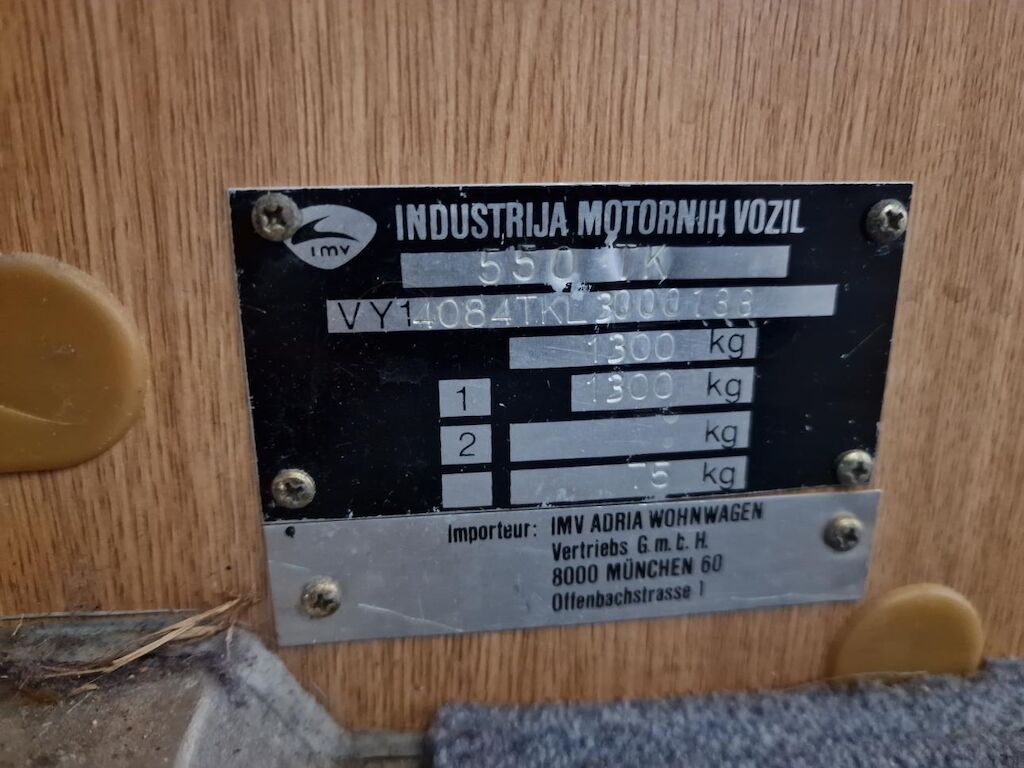 imv INDUSTRIJA MOTORNIH VOZIL
550 TK
VY14084TKL3000133
1300 kg
1 1300 kg
2 kg
75 kg
Importeur: IMV ADRIA WOHNWAGEN
Vertriebs G.m.b.H.
8000 MÜNCHEN 60
Offenbachstrasse 1